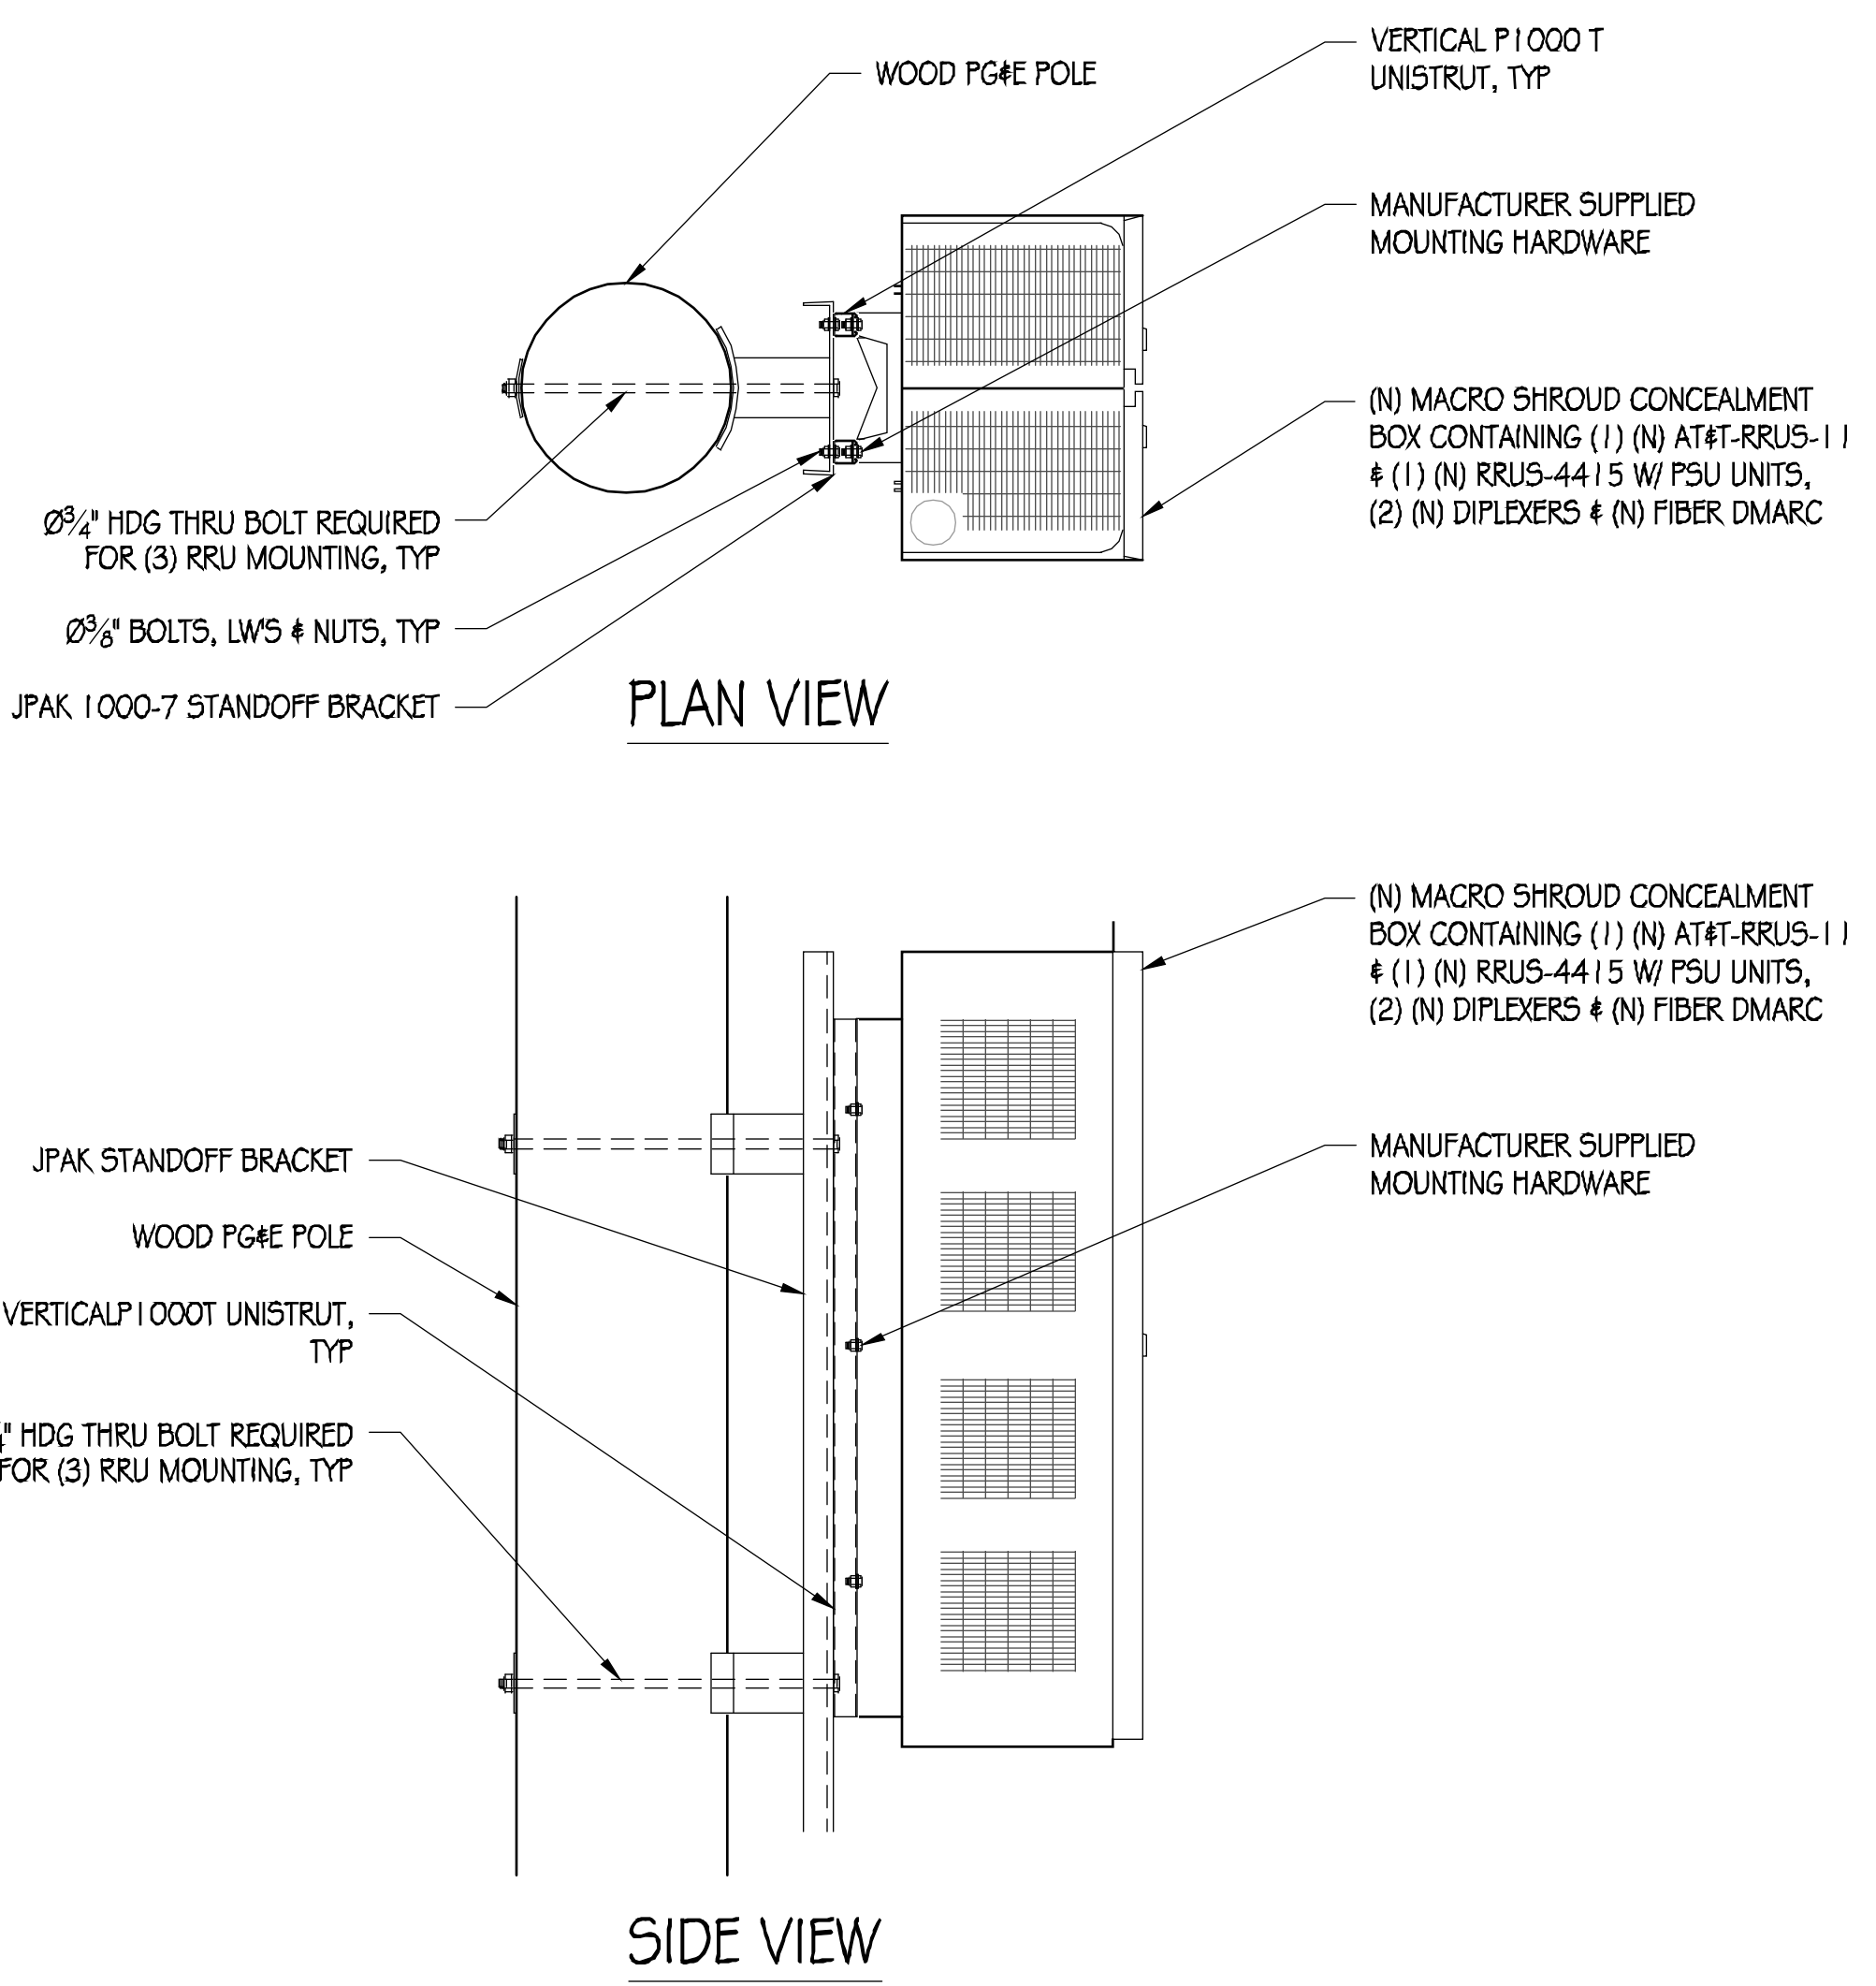 WOOD PG&E POLE
VERTICAL P1000 T
UNISTRUT, TYP
MANUFACTURER SUPPLIED
MOUNTING HARDWARE
(N) MACRO SHROUD CONCEALMENT
BOX CONTAINING (1) (N) AT&T-RRUS-11
& (1) (N) RRUS-4415 W/ PSU UNITS,
(2) (N) DIPLEXERS & (N) FIBER DMARC
Ø3/4" HDG THRU BOLT REQUIRED
FOR (3) RRU MOUNTING, TYP
Ø3/8" BOLTS, LW'S & NUTS, TYP
JPAK 1000-7 STANDOFF BRACKET
PLAN VIEW
(N) MACRO SHROUD CONCEALMENT
BOX CONTAINING (1) (N) AT&T-RRUS-11
& (1) (N) RRUS-4415 W/ PSU UNITS,
(2) (N) DIPLEXERS & (N) FIBER DMARC
MANUFACTURER SUPPLIED
MOUNTING HARDWARE
JPAK STANDOFF BRACKET
WOOD PG&E POLE
VERTICALP1000T UNISTRUT,
TYP
" HDG THRU BOLT REQUIRED
FOR (3) RRU MOUNTING, TYP
SIDE VIEW